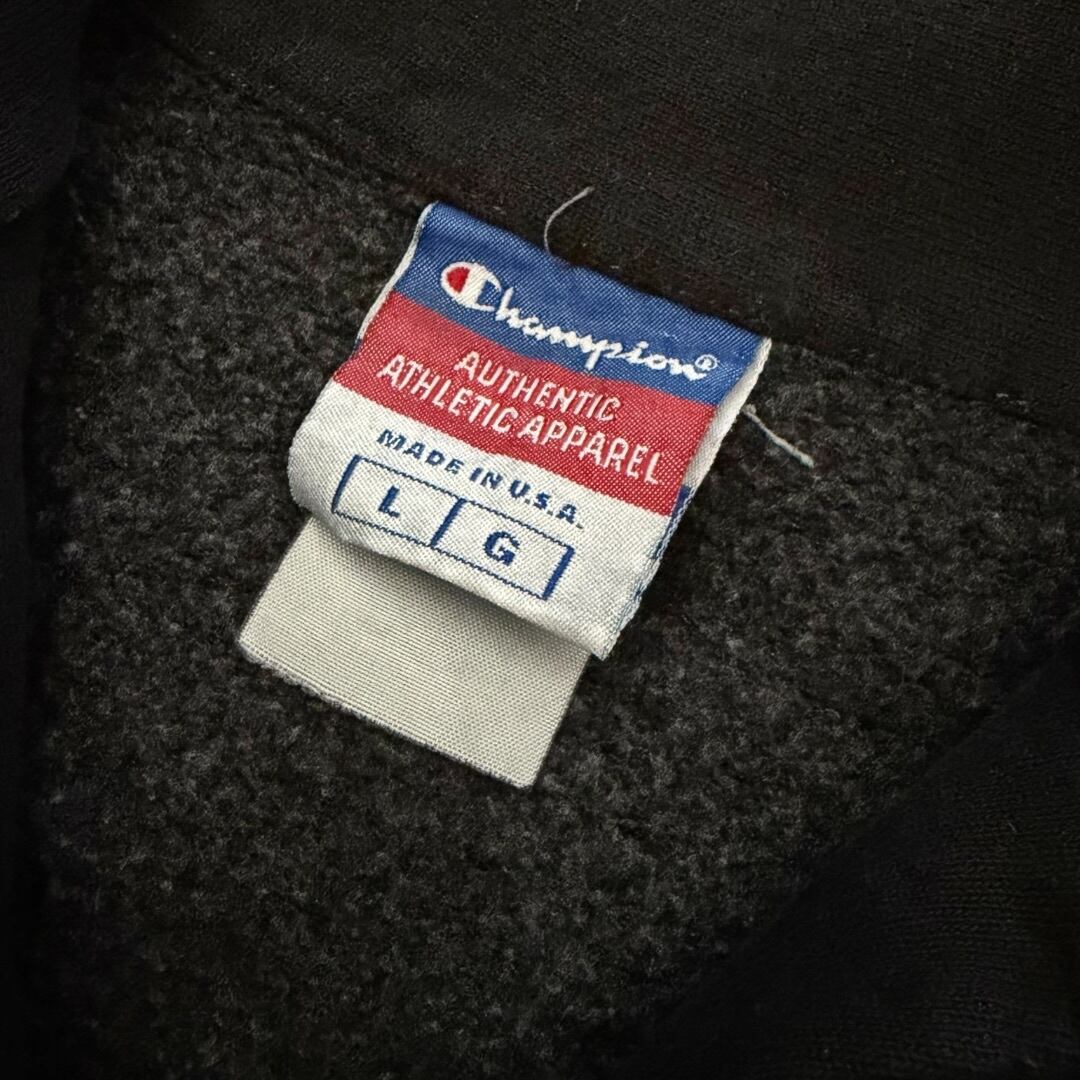 Champion®
AUTHENTIC
ATHLETIC APPAREL
MADE IN U.S.A.
L G